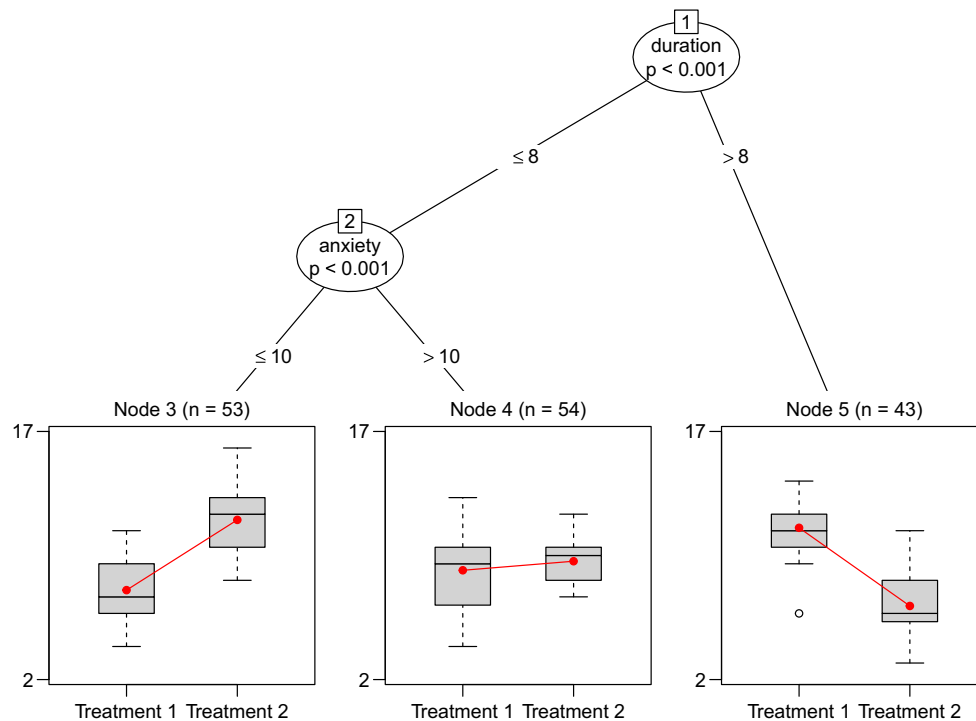 1
duration
p < 0.001
≤ 8
> 8
2
anxiety
p < 0.001
≤ 10
> 10
Node 3 (n = 53)
17
2
Treatment 1 Treatment 2
Node 4 (n = 54)
17
2
Treatment 1 Treatment 2
Node 5 (n = 43)
17
2
Treatment 1 Treatment 2